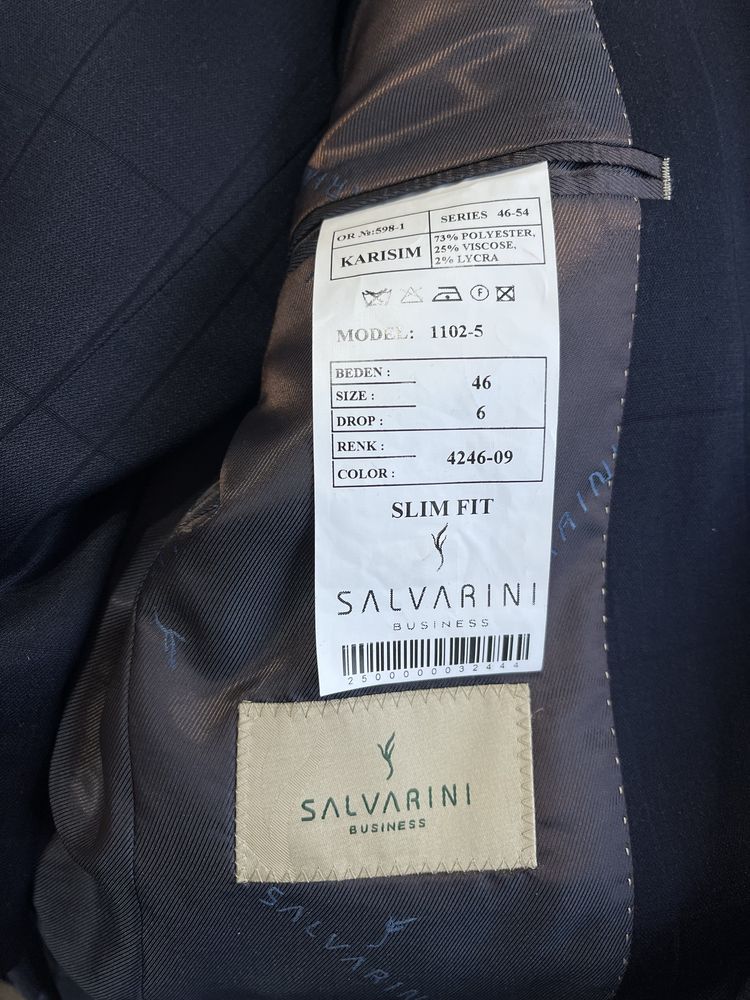 OR №:598-1
SERIES 46-54
KARISIM
73% POLYESTER,
25% VISCOSE,
2% LYCRA
F
MODEL: 1102-5
BEDEN :
SIZE :
46
DROP :
6
RENK :
COLOR :
4246-09
SLIM FIT
SALVARINI
BUSINESS
2500000032444
SALVARINI
BUSINESS
SALVARIN